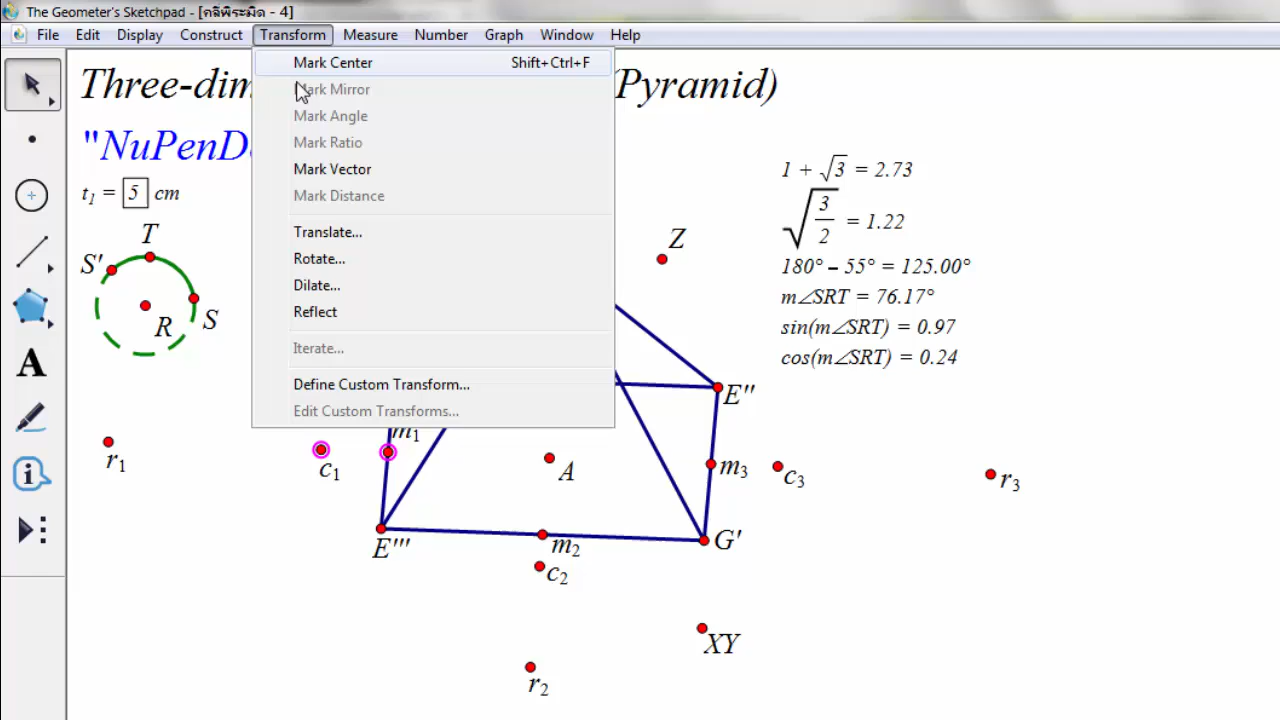 The Geometer's Sketchpad - [คลี่พีระมิด - 4]
File Edit Display Construct Transform Measure Number Graph Window Help
Mark Center Shift+Ctrl+F
Mark Mirror
Mark Angle
Mark Ratio
Mark Vector
Mark Distance
Translate...
Rotate...
Dilate...
Reflect
Iterate...
Define Custom Transform...
Edit Custom Transforms...
Three-dim
(Pyramid)
"NuPenD
t₁ = 5 cm
1 + √3 = 2.73
√(3/2) = 1.22
180° – 55° = 125.00°
m∠SRT = 76.17°
sin(m∠SRT) = 0.97
cos(m∠SRT) = 0.24
T
S'
R
S
Z
E''
r₁
c₁
m₁
A
m₃
c₃
r₃
E'''
m₂
G'
c₂
XY
r₂
A
i